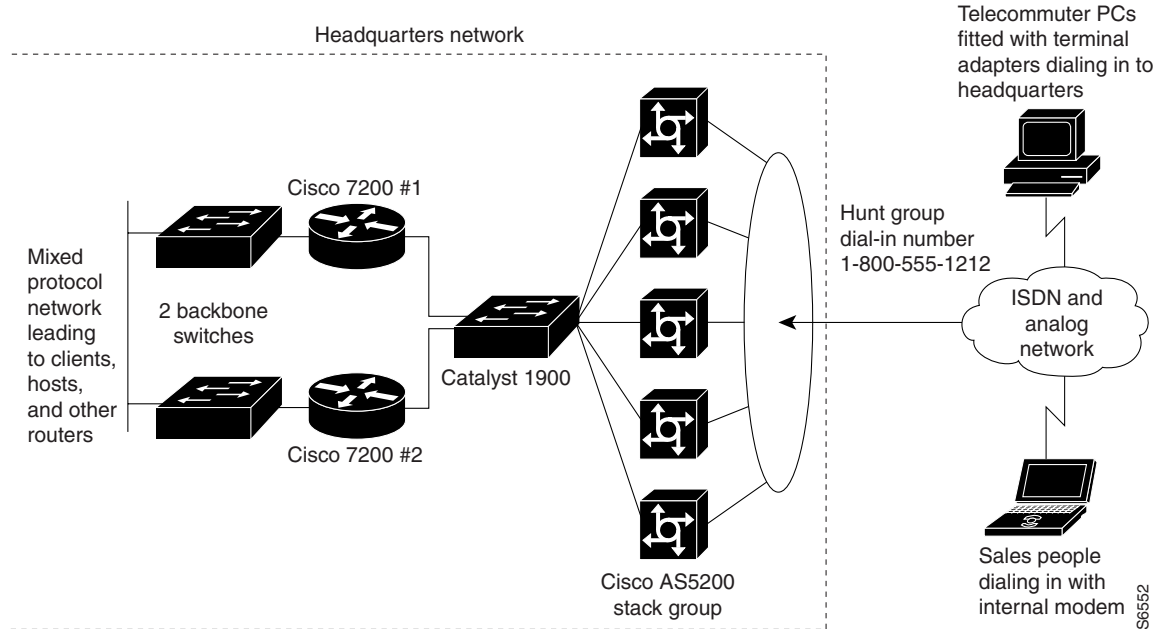 Headquarters network
Telecommuter PCs
fitted with terminal
adapters dialing in to
headquarters
Cisco 7200 #1
Hunt group
dial-in number
1-800-555-1212
Mixed
protocol
network
leading
to clients,
hosts,
and other
routers
2 backbone
switches
ISDN and
analog
network
Catalyst 1900
Cisco 7200 #2
Cisco AS5200
stack group
Sales people
dialing in with
internal modem
S6552